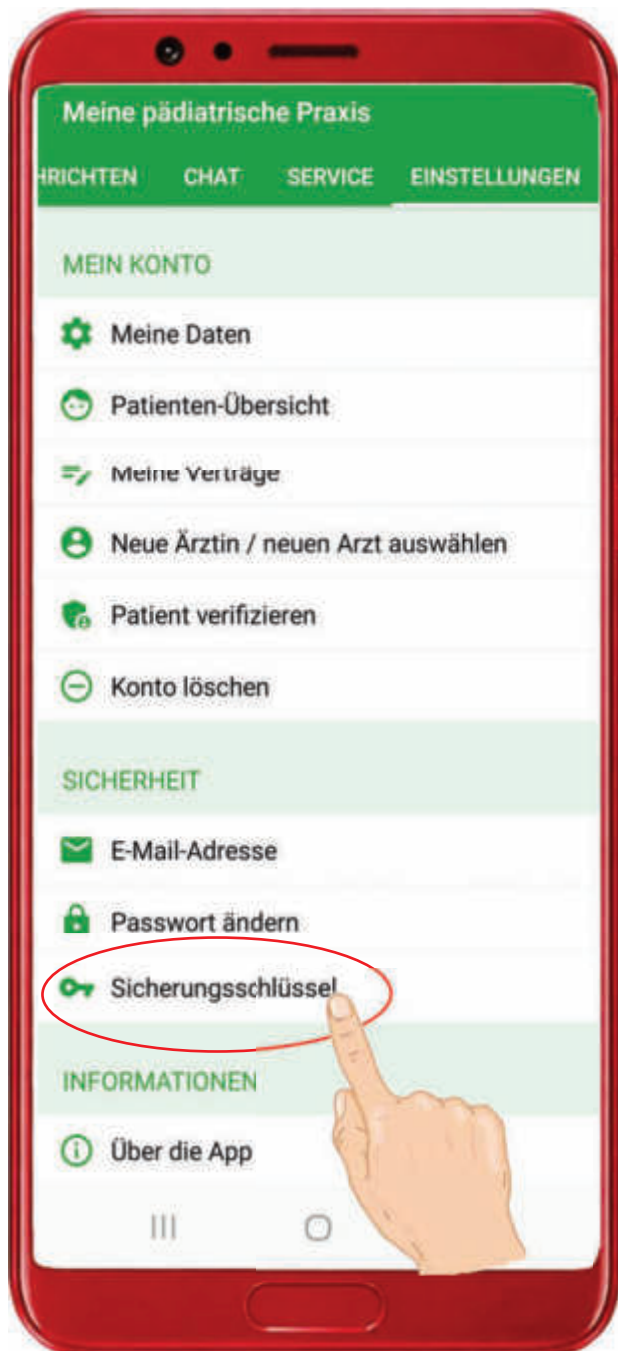 Meine pädiatrische Praxis
HRICHTEN CHAT SERVICE EINSTELLUNGEN
MEIN KONTO
Meine Daten
Patienten-Übersicht
Meine Verträge
Neue Ärztin / neuen Arzt auswählen
Patient verifizieren
Konto löschen
SICHERHEIT
E-Mail-Adresse
Passwort ändern
Sicherungsschlüssel
INFORMATIONEN
Über die App